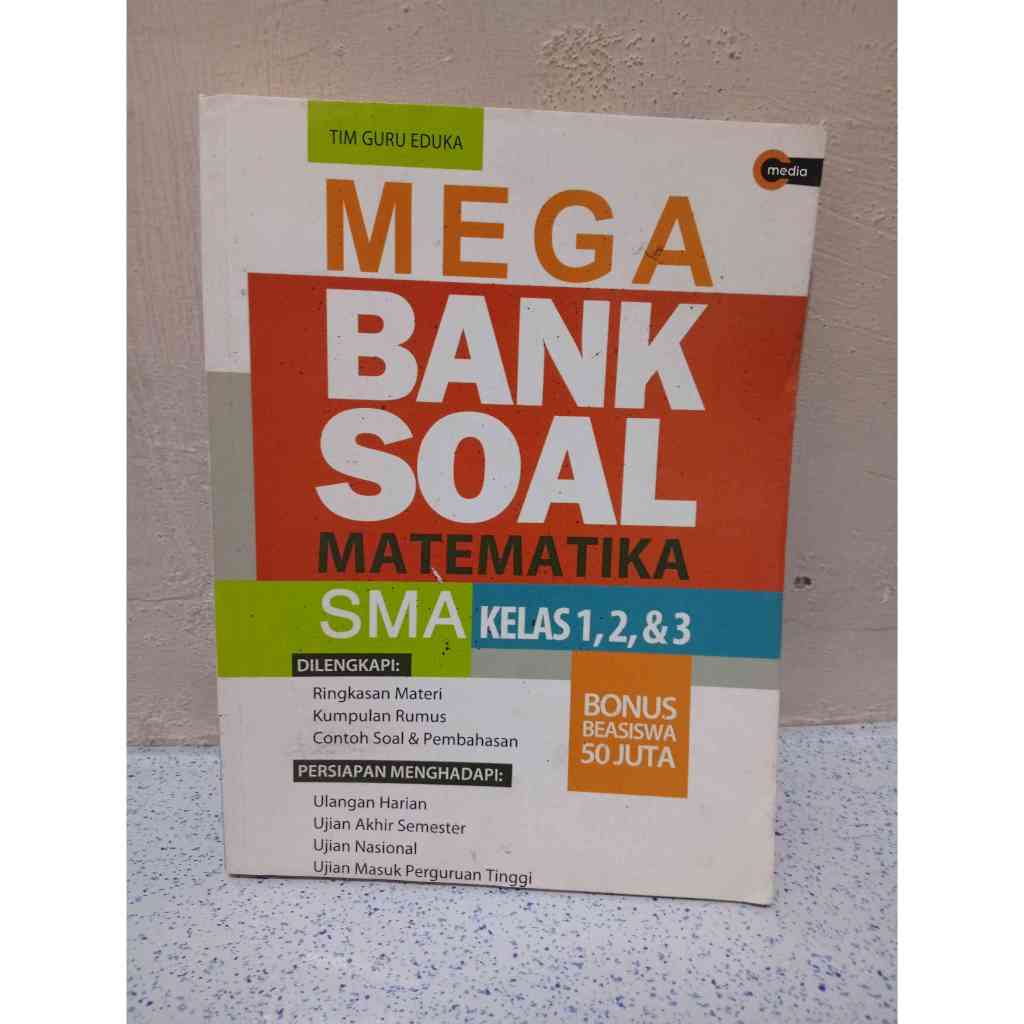 TIM GURU EDUKA
C media
MEGA
BANK
SOAL
MATEMATIKA
SMA KELAS 1, 2, & 3
DILENGKAPI:
Ringkasan Materi
Kumpulan Rumus
Contoh Soal & Pembahasan
BONUS
BEASISWA
50 JUTA
PERSIAPAN MENGHADAPI:
Ulangan Harian
Ujian Akhir Semester
Ujian Nasional
Ujian Masuk Perguruan Tinggi